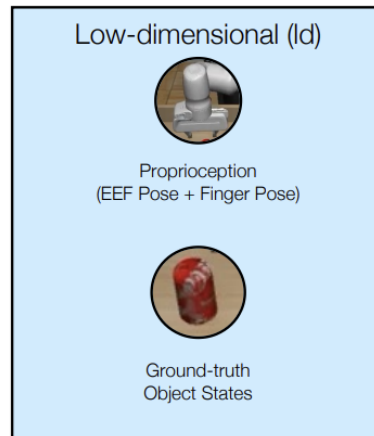 Low-dimensional (ld)
Proprioception
(EEF Pose + Finger Pose)
Ground-truth
Object States